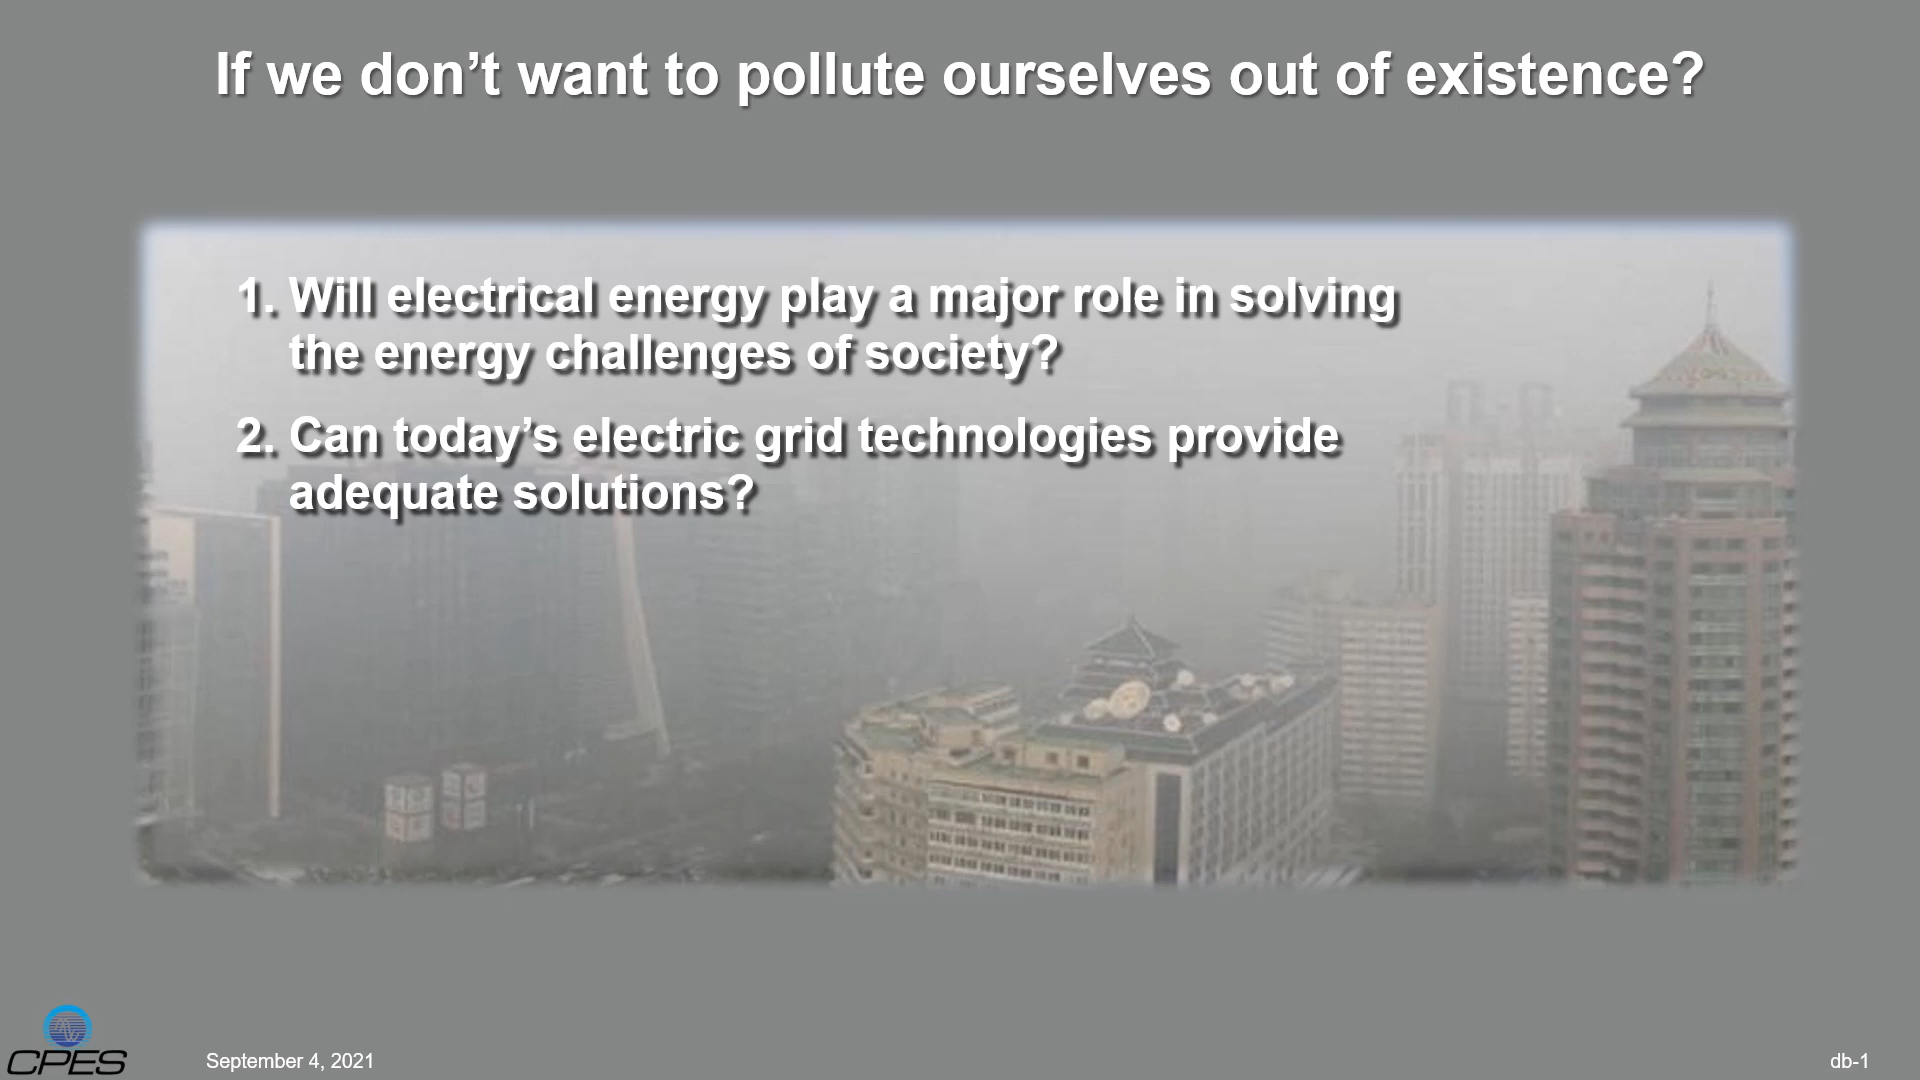 If we don’t want to pollute ourselves out of existence?
1. Will electrical energy play a major role in solving
the energy challenges of society?
2. Can today’s electric grid technologies provide
adequate solutions?
CPES
September 4, 2021
db-1